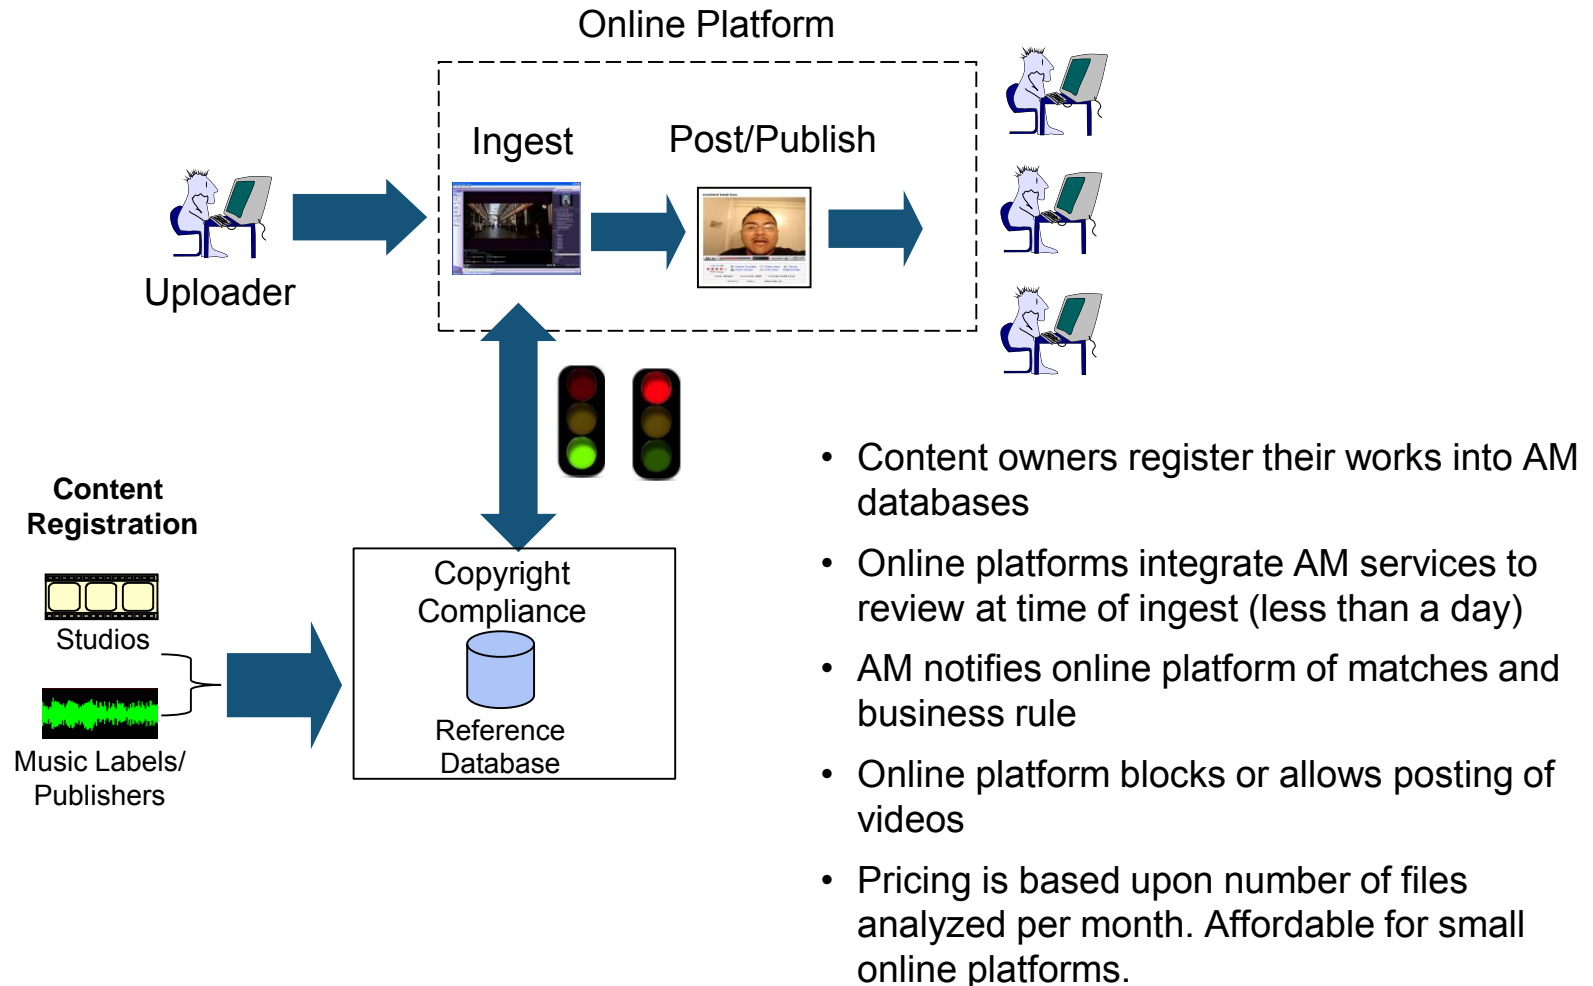 Online Platform
Ingest
Post/Publish
Uploader
Content
Registration
Studios
Music Labels/
Publishers
Copyright
Compliance
Reference
Database
• Content owners register their works into AM
databases
• Online platforms integrate AM services to
review at time of ingest (less than a day)
• AM notifies online platform of matches and
business rule
• Online platform blocks or allows posting of
videos
• Pricing is based upon number of files
analyzed per month. Affordable for small
online platforms.